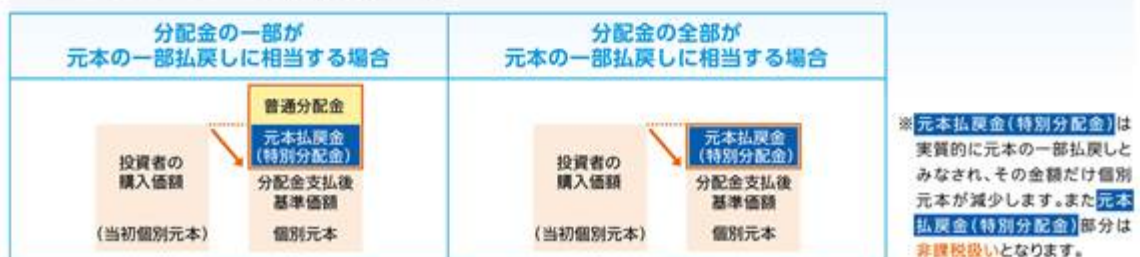 分配金の一部が
元本の一部払戻しに相当する場合
普通分配金
元本払戻金
(特別分配金)
投資者の
購入価額
(当初個別元本)
分配金支払後
基準価額
個別元本
分配金の全部が
元本の一部払戻しに相当する場合
元本払戻金
(特別分配金)
投資者の
購入価額
(当初個別元本)
分配金支払後
基準価額
個別元本
※元本払戻金(特別分配金)は
実質的に元本の一部払戻しと
みなされ、その金額だけ個別
元本が減少します。また元本
払戻金(特別分配金)部分は
非課税扱いとなります。